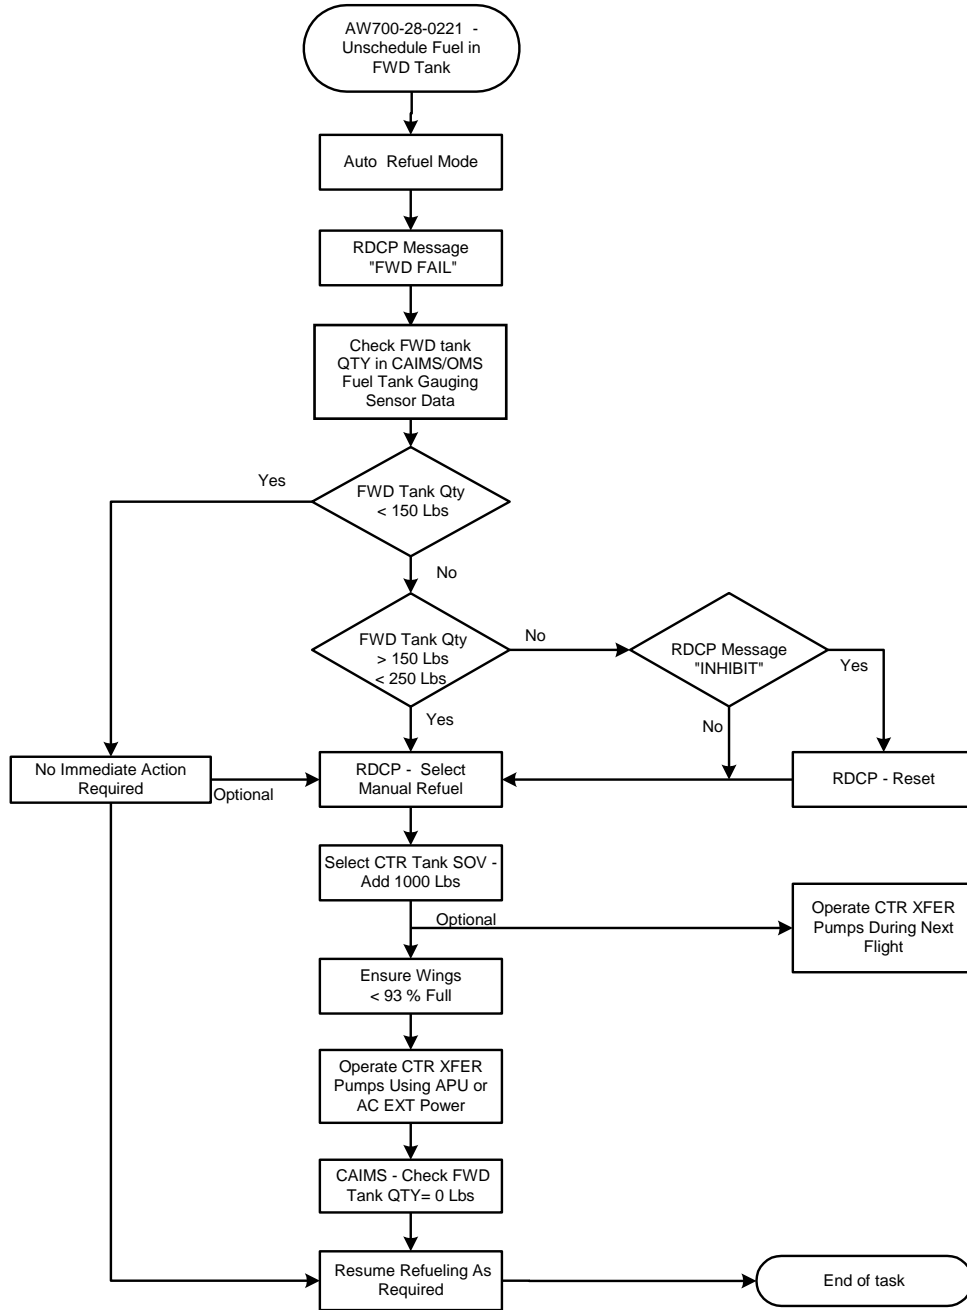 AW700-28-0221 -
Unschedule Fuel in
FWD Tank
Auto Refuel Mode
RDCP Message
"FWD FAIL"
Check FWD tank
QTY in CAIMS/OMS
Fuel Tank Gauging
Sensor Data
Yes
FWD Tank Qty
< 150 Lbs
No
FWD Tank Qty
> 150 Lbs
< 250 Lbs
No
RDCP Message
"INHIBIT"
Yes
No
Yes
No Immediate Action
Required
Optional
RDCP - Select
Manual Refuel
RDCP - Reset
Select CTR Tank SOV -
Add 1000 Lbs
Optional
Operate CTR XFER
Pumps During Next
Flight
Ensure Wings
< 93 % Full
Operate CTR XFER
Pumps Using APU or
AC EXT Power
CAIMS - Check FWD
Tank QTY= 0 Lbs
Resume Refueling As
Required
End of task